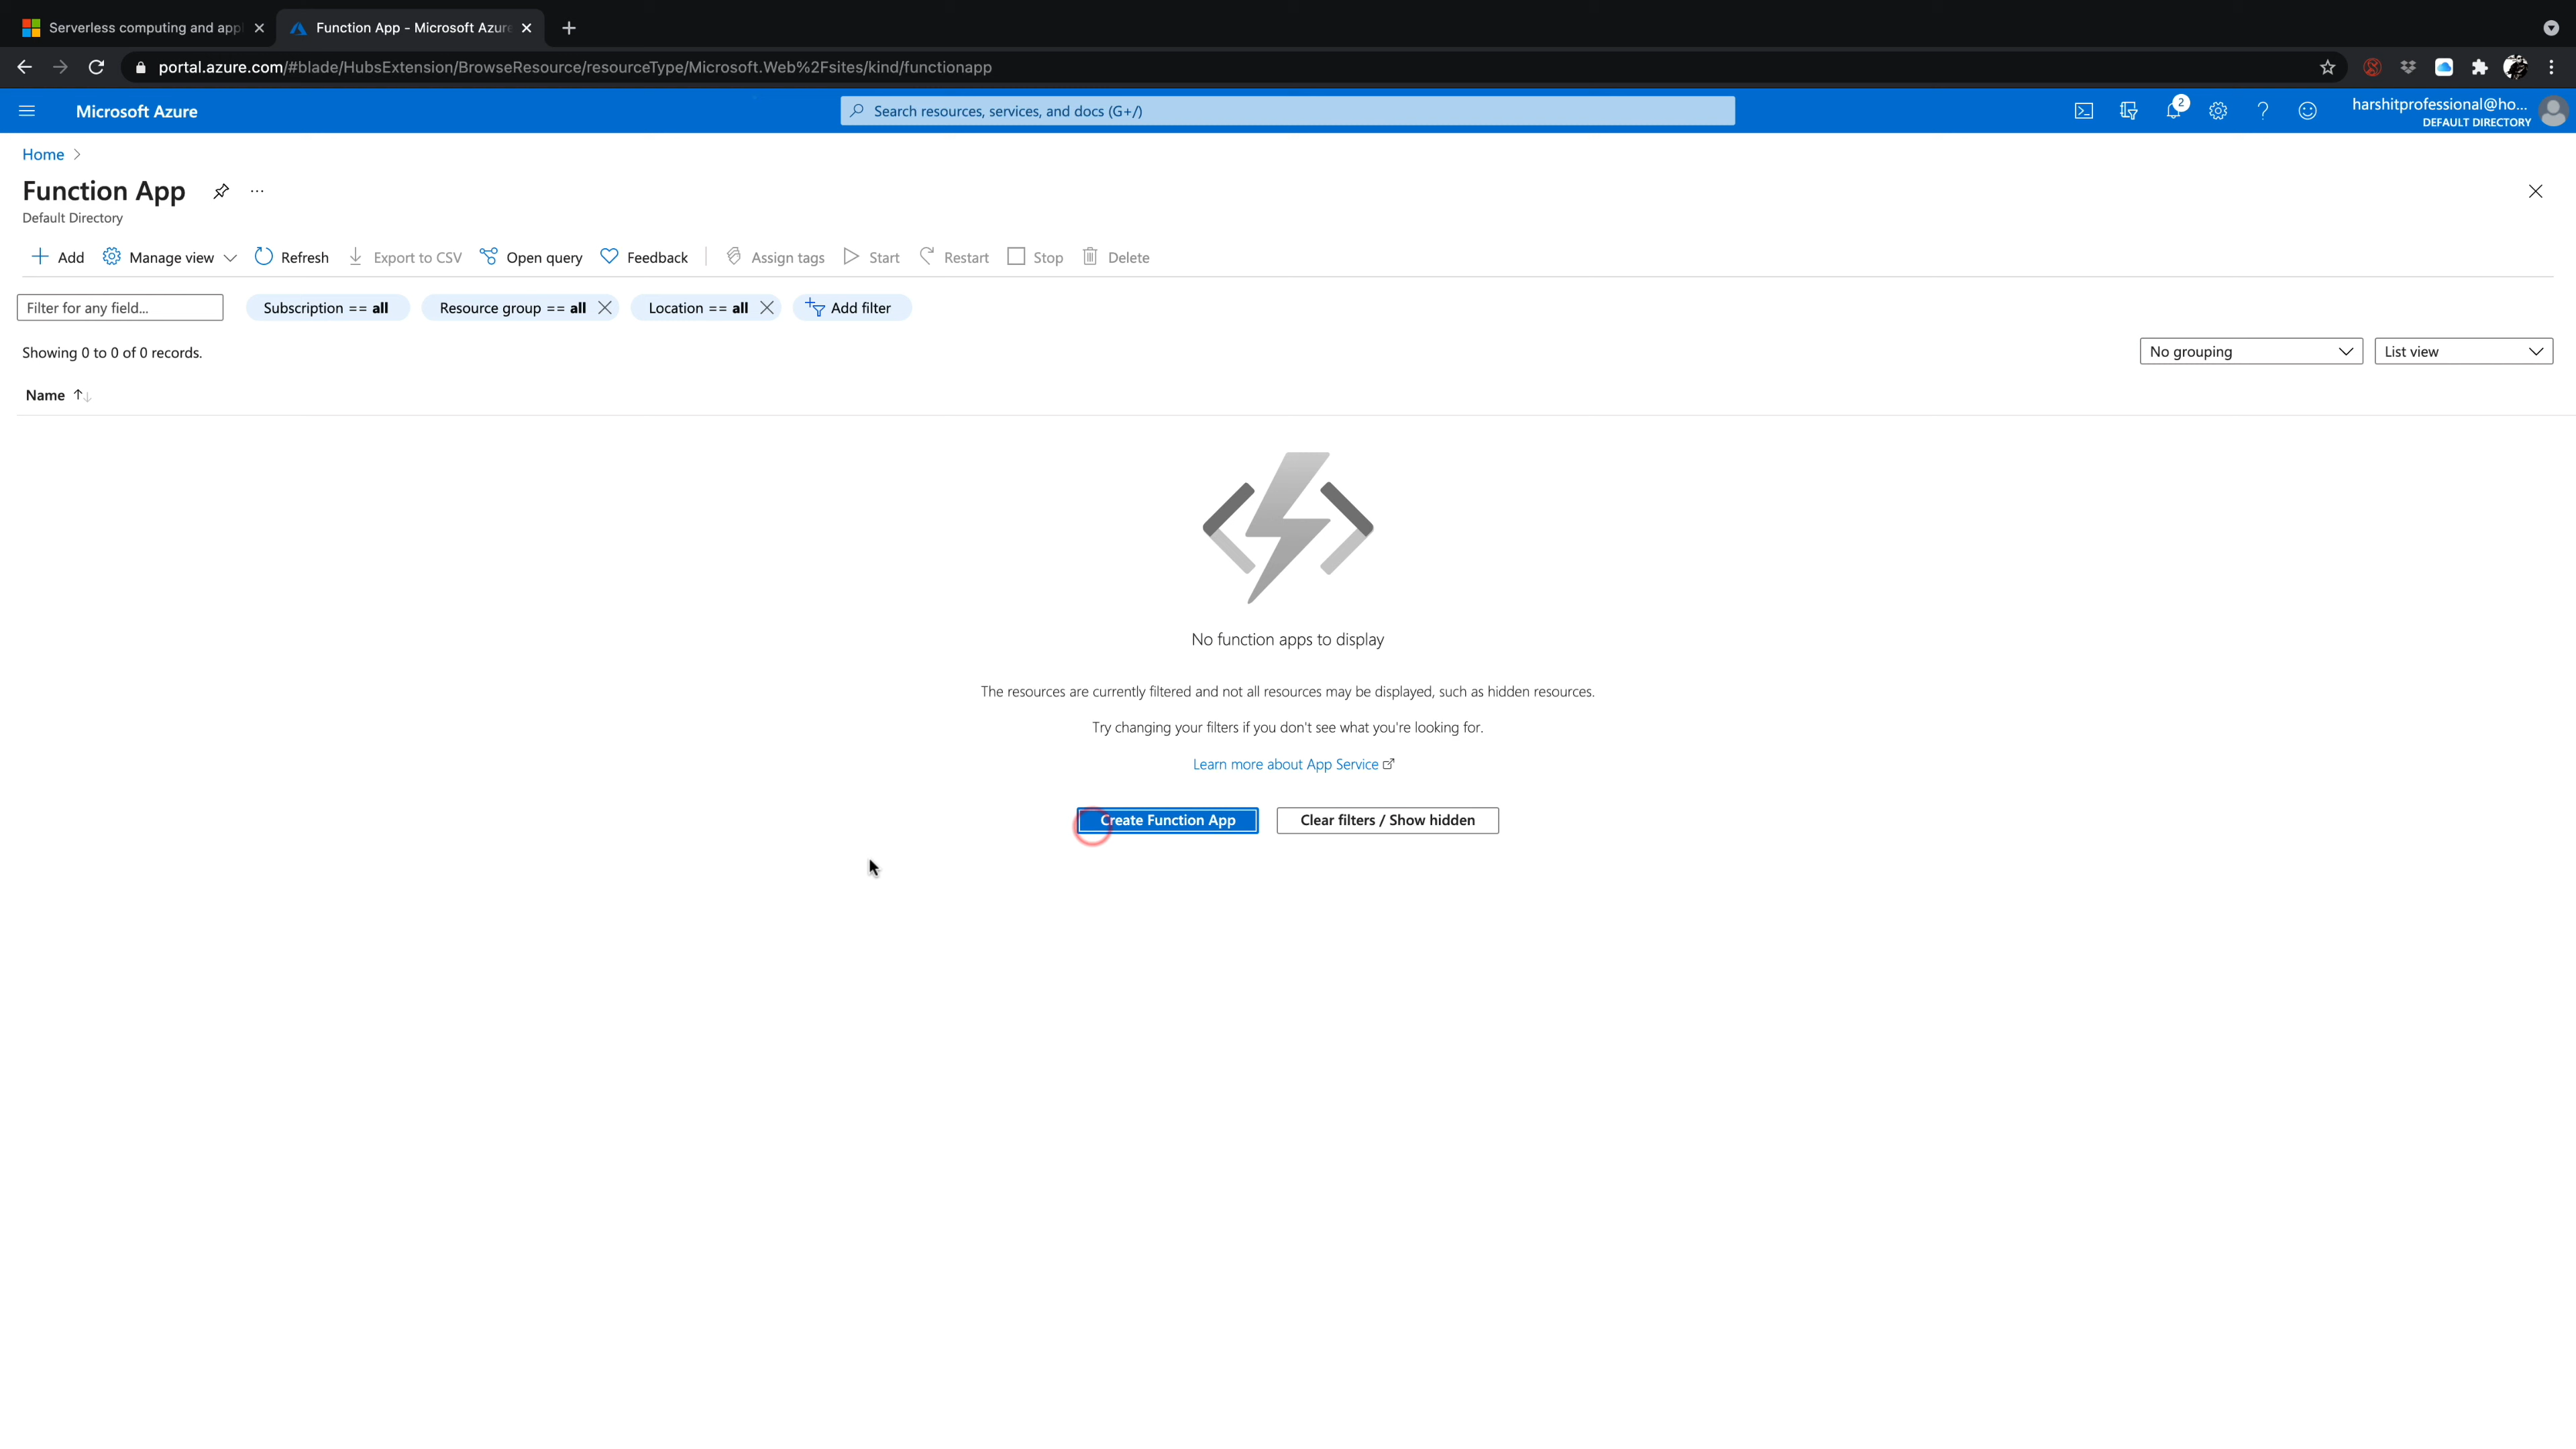 Serverless computing and appl
Function App - Microsoft Azure
portal.azure.com/#blade/HubsExtension/BrowseResource/resourceType/Microsoft.Web%2Fsites/kind/functionapp
Microsoft Azure
Search resources, services, and docs (G+/)
2
harshitprofessional@ho...
DEFAULT DIRECTORY
Home
Function App
Default Directory
Add Manage view Refresh Export to CSV Open query Feedback Assign tags Start Restart Stop Delete
Filter for any field... Subscription == all Resource group == all Location == all Add filter
Showing 0 to 0 of 0 records.
No grouping List view
Name
No function apps to display
The resources are currently filtered and not all resources may be displayed, such as hidden resources.
Try changing your filters if you don't see what you're looking for.
Learn more about App Service
Create Function App Clear filters / Show hidden